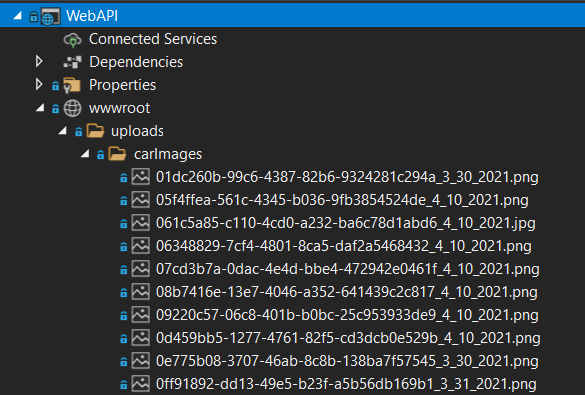 WebAPI
Connected Services
Dependencies
Properties
wwwroot
uploads
carImages
01dc260b-99c6-4387-82b6-9324281c294a_3_30_2021.png
05f4ffea-561c-4345-b036-9fb3854524de_4_10_2021.png
061c5a85-c110-4cd0-a232-ba6c78d1abd6_4_10_2021.jpg
06348829-7cf4-4801-8ca5-daf2a5468432_4_10_2021.png
07cd3b7a-0dac-4e4d-bbe4-472942e0461f_4_10_2021.png
08b7416e-13e7-4046-a352-641439c2c817_4_10_2021.png
09220c57-06c8-401b-b0bc-25c953933de9_4_10_2021.png
0d459bb5-1277-4761-82f5-cd3dcb0e529b_4_10_2021.png
0e775b08-3707-46ab-8c8b-138ba7f57545_3_30_2021.png
0ff91892-dd13-49e5-b23f-a5b56db169b1_3_31_2021.png